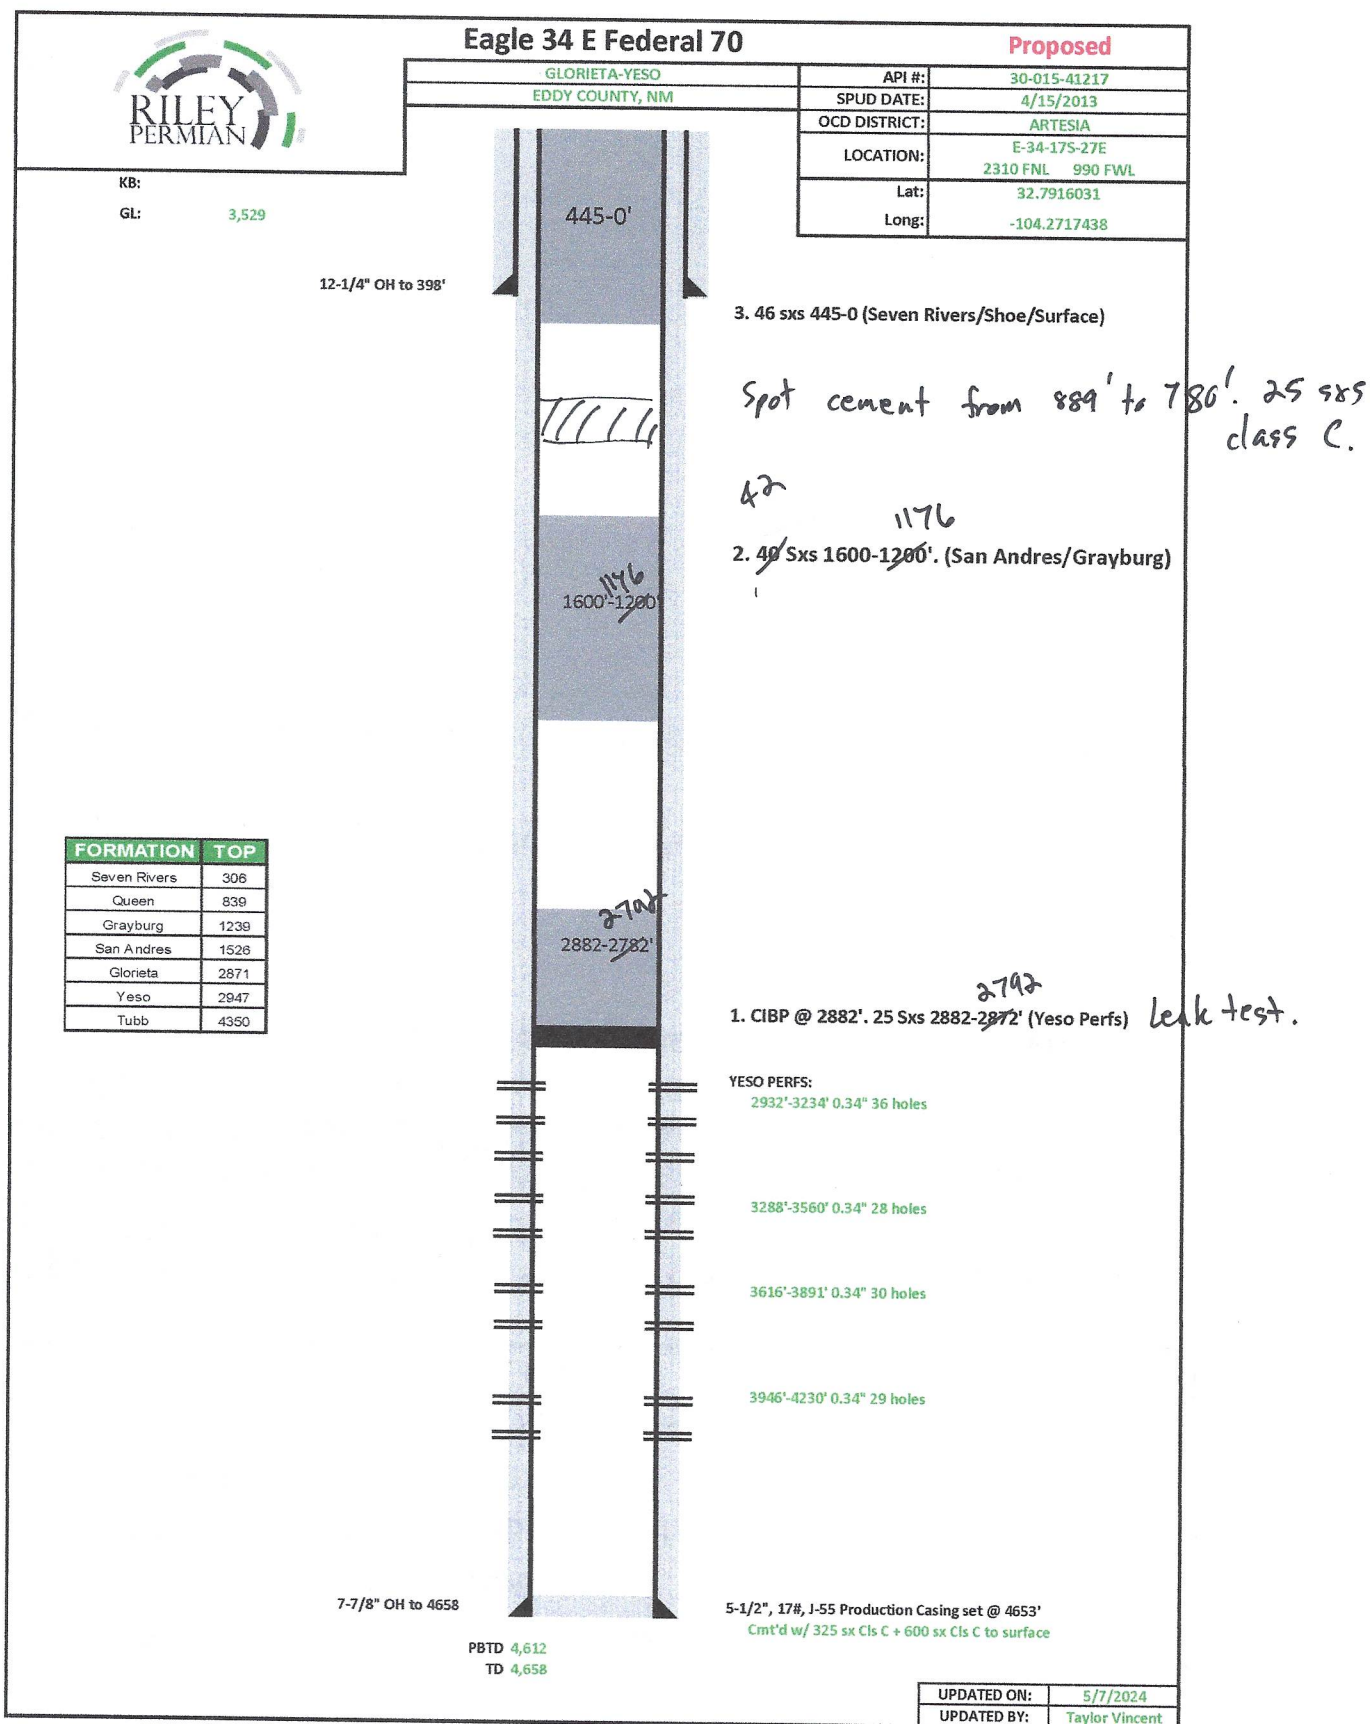 Eagle 34 E Federal 70
Proposed
RILEY
PERMIAN
GLORIETA-YESO
EDDY COUNTY, NM
API #: 30-015-41217
SPUD DATE: 4/15/2013
OCD DISTRICT: ARTESIA
LOCATION: E-34-17S-27E
2310 FNL 990 FWL
Lat: 32.7916031
Long: -104.2717438
KB:
GL: 3,529
445-0'
12-1/4" OH to 398'
3. 46 sxs 445-0 (Seven Rivers/Shoe/Surface)
Spot cement from 889' to 780'. 25 sxs
class C.
42
1176
2. 40 Sxs 1600-1200'. (San Andres/Grayburg)
1176
1600'-1200'
FORMATION TOP
Seven Rivers 306
Queen 839
Grayburg 1239
San Andres 1526
Glorieta 2871
Yeso 2947
Tubb 4350
2792
2882-2782'
2792
1. CIBP @ 2882'. 25 Sxs 2882-2872' (Yeso Perfs) Leak test.
YESO PERFS:
2932'-3234' 0.34" 36 holes
3288'-3560' 0.34" 28 holes
3616'-3891' 0.34" 30 holes
3946'-4230' 0.34" 29 holes
7-7/8" OH to 4658
5-1/2", 17#, J-55 Production Casing set @ 4653'
Cmt'd w/ 325 sx Cls C + 600 sx Cls C to surface
PBTD 4,612
TD 4,658
UPDATED ON: 5/7/2024
UPDATED BY: Taylor Vincent